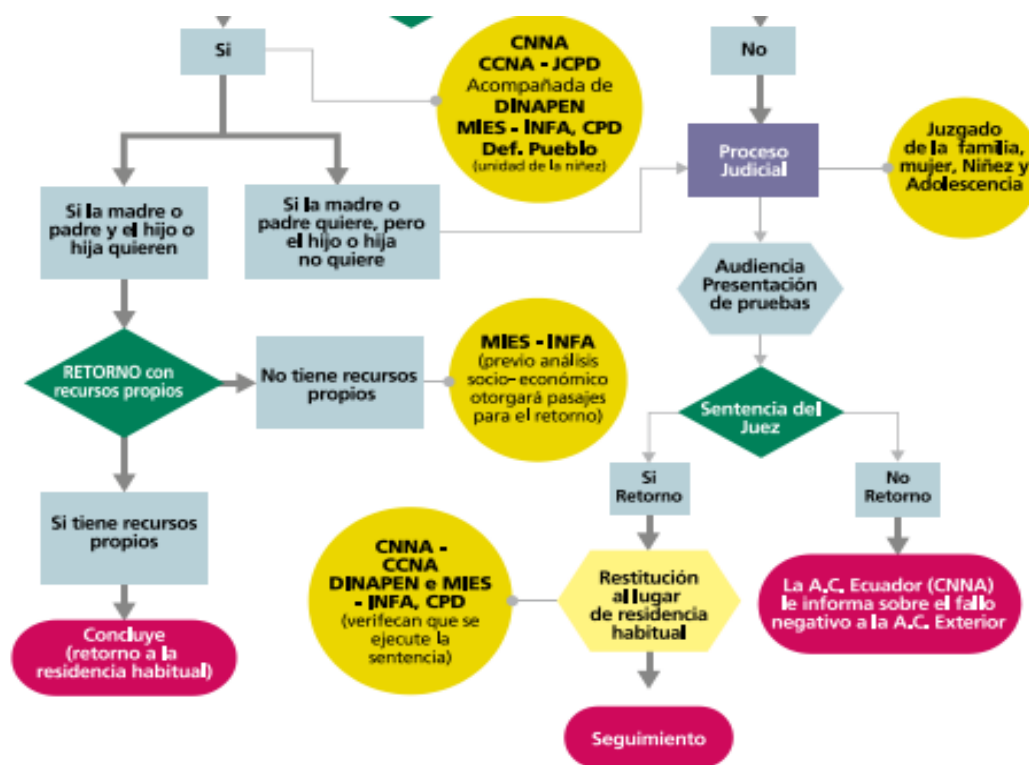 Si
CNNA
CCNA - JCPD
Acompañada de
DINAPEN
MIES - INFA, CPD
Def. Pueblo
(unidad de la niñez)
No
Proceso
Judicial
Juzgado
de la familia,
mujer, Niñez y
Adolescencia
Si la madre o
padre y el hijo o
hija quieren
Si la madre o
padre quiere, pero
el hijo o hija
no quiere
Audiencia
Presentación
de pruebas
RETORNO con
recursos propios
No tiene recursos
propios
MIES - INFA
(previo análisis
socio-económico
otorgará pasajes
para el retorno)
Sentencia del
Juez
Si
Retorno
No
Retorno
Si tiene recursos
propios
CNNA -
CCNA
DINAPEN e MIES
- INFA, CPD
(verifecan que se
ejecute la
sentencia)
Restitución
al lugar
de residencia
habitual
La A.C. Ecuador (CNNA)
le informa sobre el fallo
negativo a la A.C. Exterior
Concluye
(retorno a la
residencia habitual)
Seguimiento